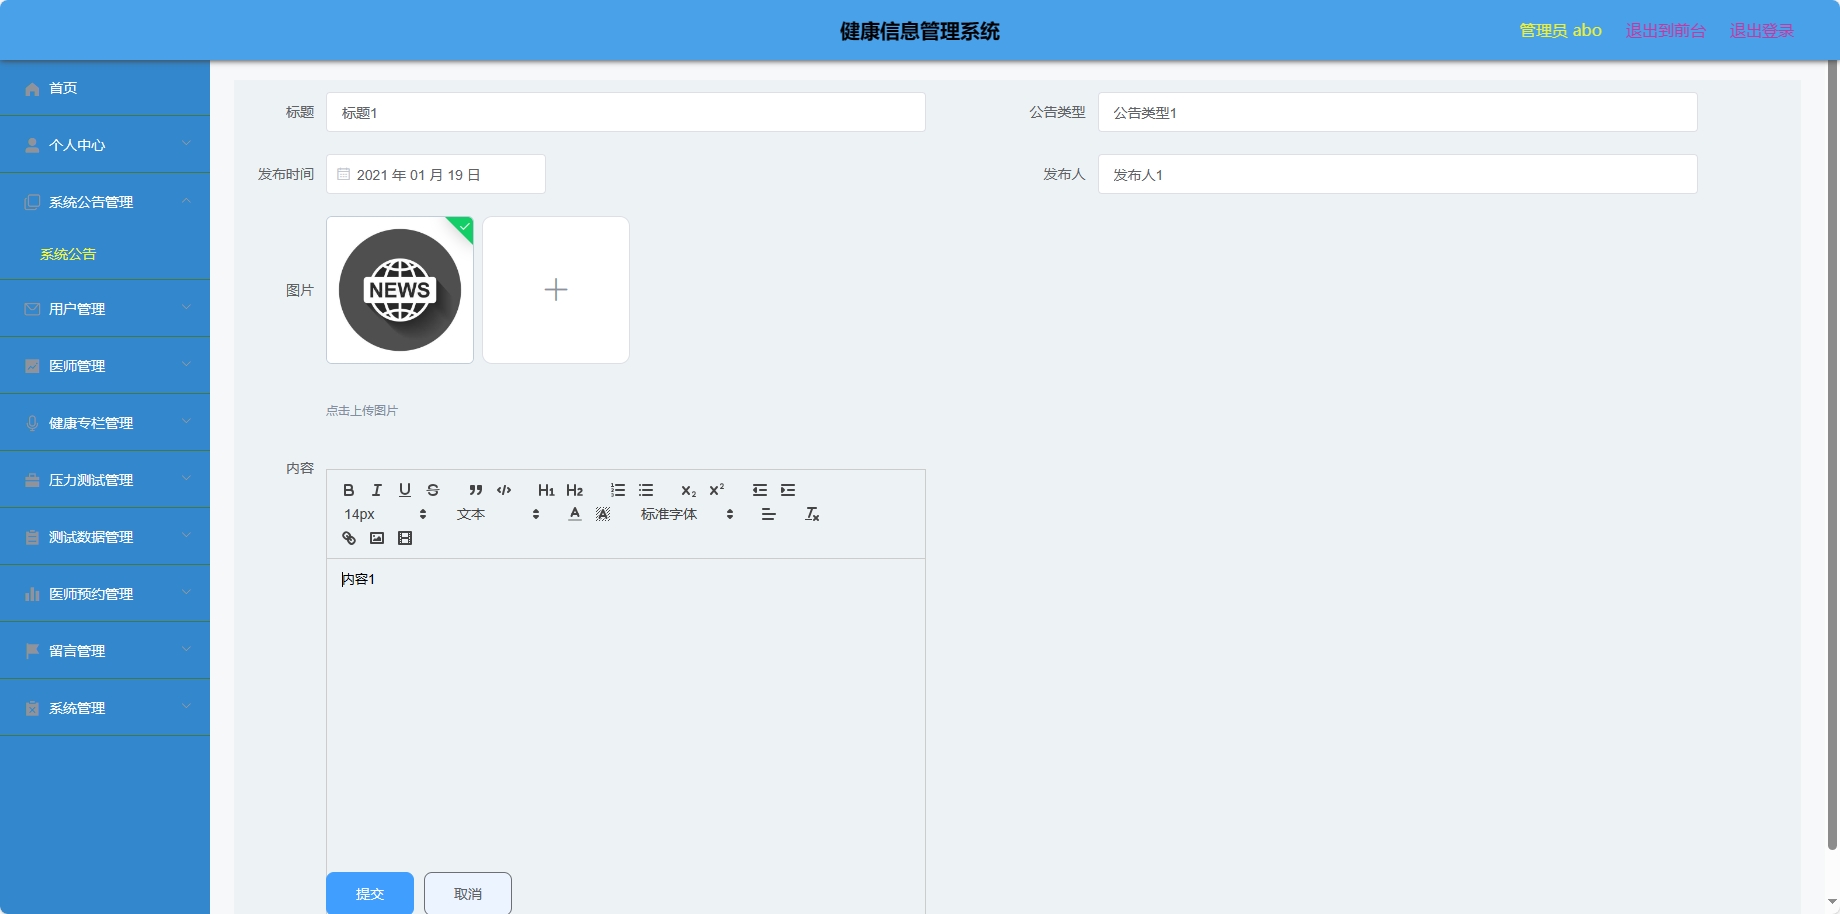 健康信息管理系统
管理员 abo 退出到前台 退出登录
首页
个人中心
系统公告管理
系统公告
用户管理
医师管理
健康专栏管理
压力测试管理
测试数据管理
医师预约管理
留言管理
系统管理
标题 标题1 公告类型 公告类型1
发布时间 2021 年 01 月 19 日 发布人 发布人1
图片 NEWS
点击上传图片
内容
B I U S H1 H2 X2 X2
14px 文本 A A 标准字体 Tx
内容1
提交 取消